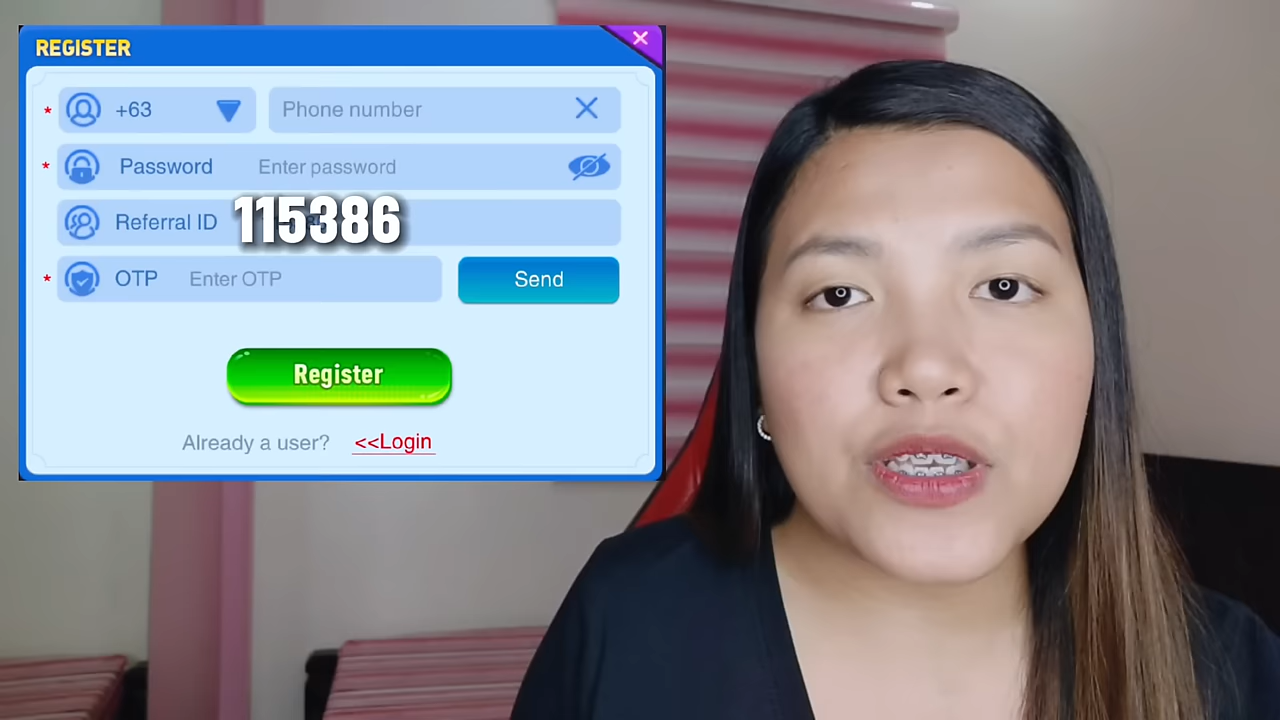 REGISTER
* +63 Phone number
* Password Enter password
Referral ID 115386
* OTP Enter OTP Send
Register
Already a user? <<Login